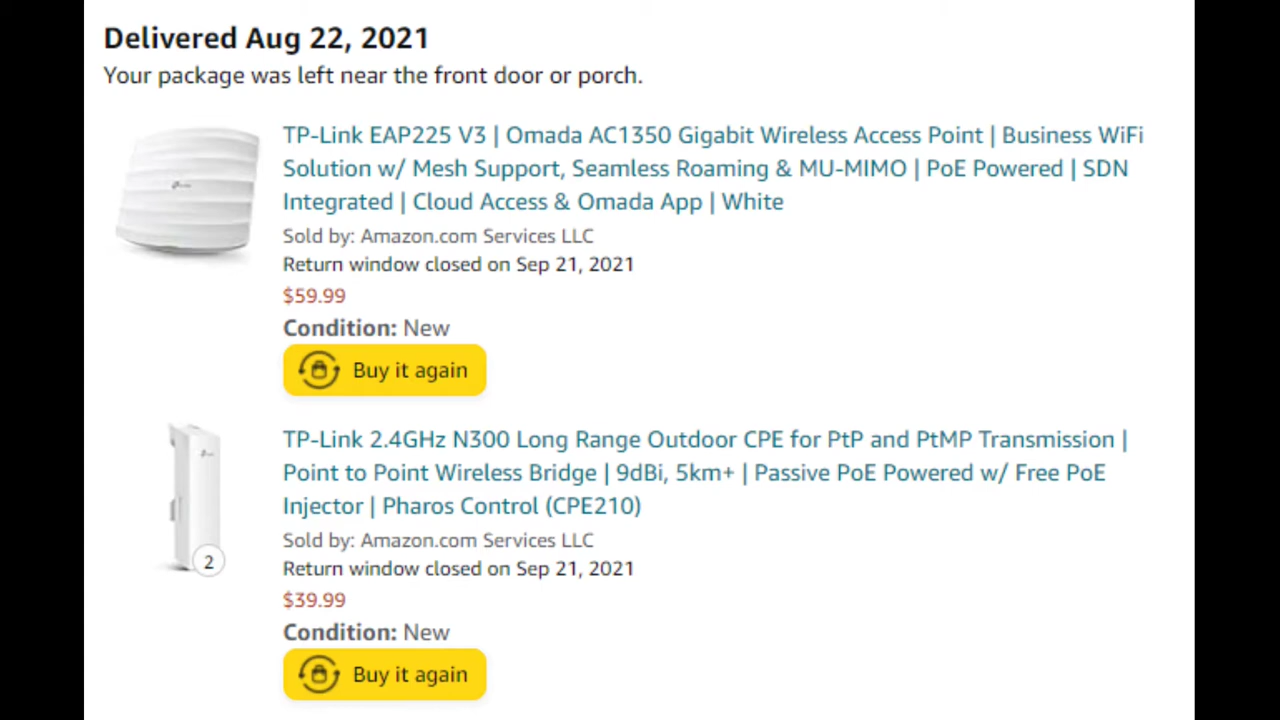 Delivered Aug 22, 2021
Your package was left near the front door or porch.
TP-Link EAP225 V3 | Omada AC1350 Gigabit Wireless Access Point | Business WiFi
Solution w/ Mesh Support, Seamless Roaming & MU-MIMO | PoE Powered | SDN
Integrated | Cloud Access & Omada App | White
Sold by: Amazon.com Services LLC
Return window closed on Sep 21, 2021
$59.99
Condition: New
Buy it again
TP-Link 2.4GHz N300 Long Range Outdoor CPE for PtP and PtMP Transmission |
Point to Point Wireless Bridge | 9dBi, 5km+ | Passive PoE Powered w/ Free PoE
Injector | Pharos Control (CPE210)
2
Sold by: Amazon.com Services LLC
Return window closed on Sep 21, 2021
$39.99
Condition: New
Buy it again